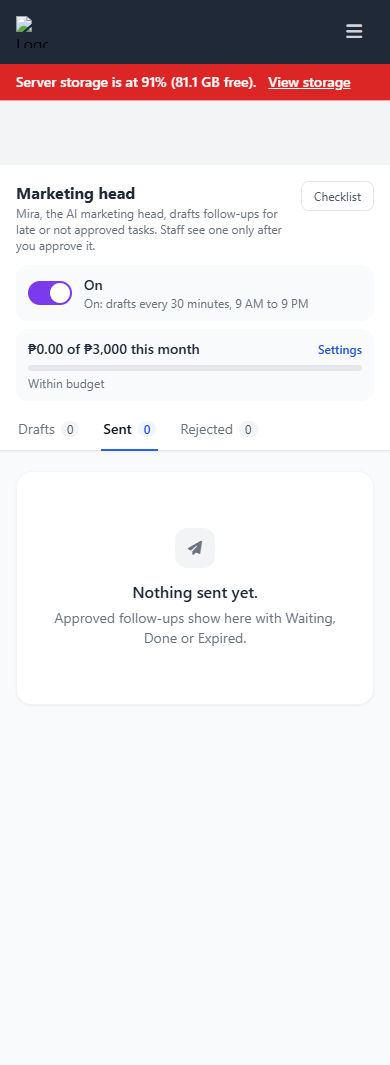 Logo
Server storage is at 91% (81.1 GB free). View storage
Marketing head
Checklist
Mira, the AI marketing head, drafts follow-ups for
late or not approved tasks. Staff see one only after
you approve it.
On
On: drafts every 30 minutes, 9 AM to 9 PM
₱0.00 of ₱3,000 this month
Settings
Within budget
Drafts 0 Sent 0 Rejected 0
Nothing sent yet.
Approved follow-ups show here with Waiting,
Done or Expired.